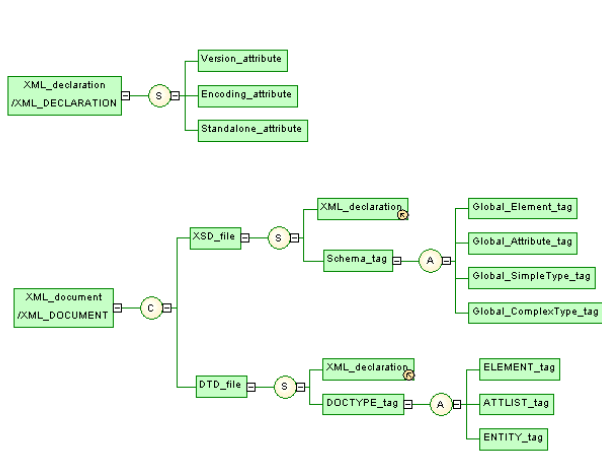 Version_attribute
XML_declaration
/XML_DECLARATION
S
Encoding_attribute
Standalone_attribute
XML_declaration
Global_Element_tag
XSD_file
S
Global_Attribute_tag
Schema_tag
A
Global_SimpleType_tag
XML_document
/XML_DOCUMENT
C
Global_ComplexType_tag
XML_declaration
ELEMENT_tag
DTD_file
S
DOCTYPE_tag
A
ATTLIST_tag
ENTITY_tag